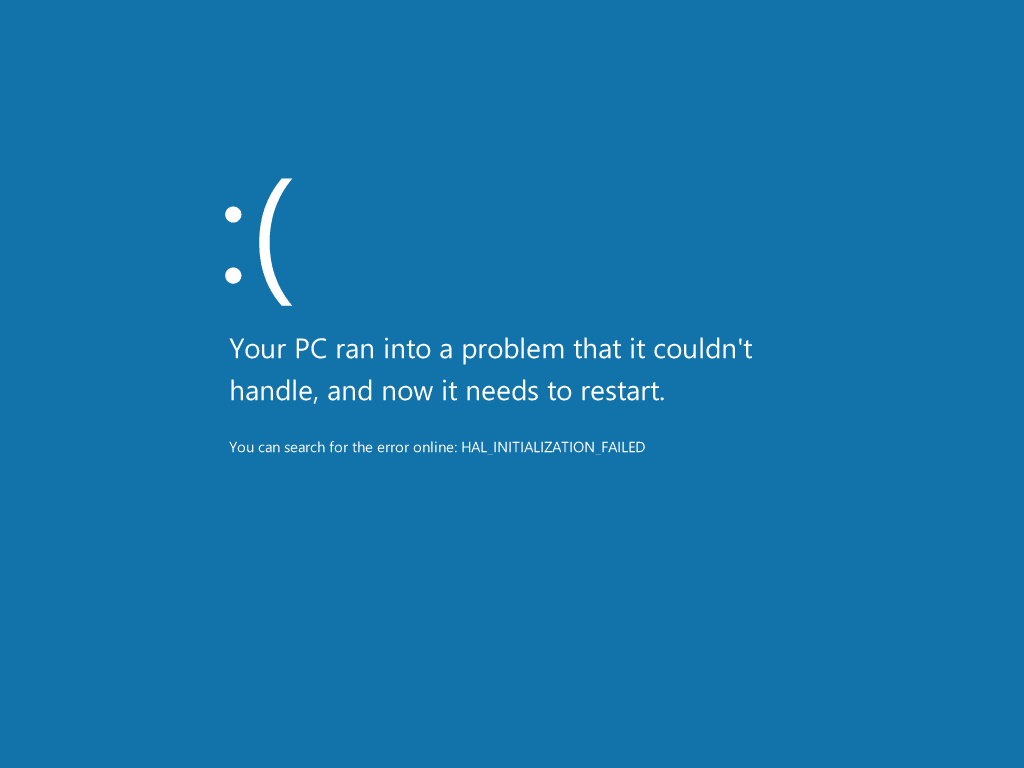 :(
Your PC ran into a problem that it couldn't
handle, and now it needs to restart.
You can search for the error online: HAL_INITIALIZATION_FAILED